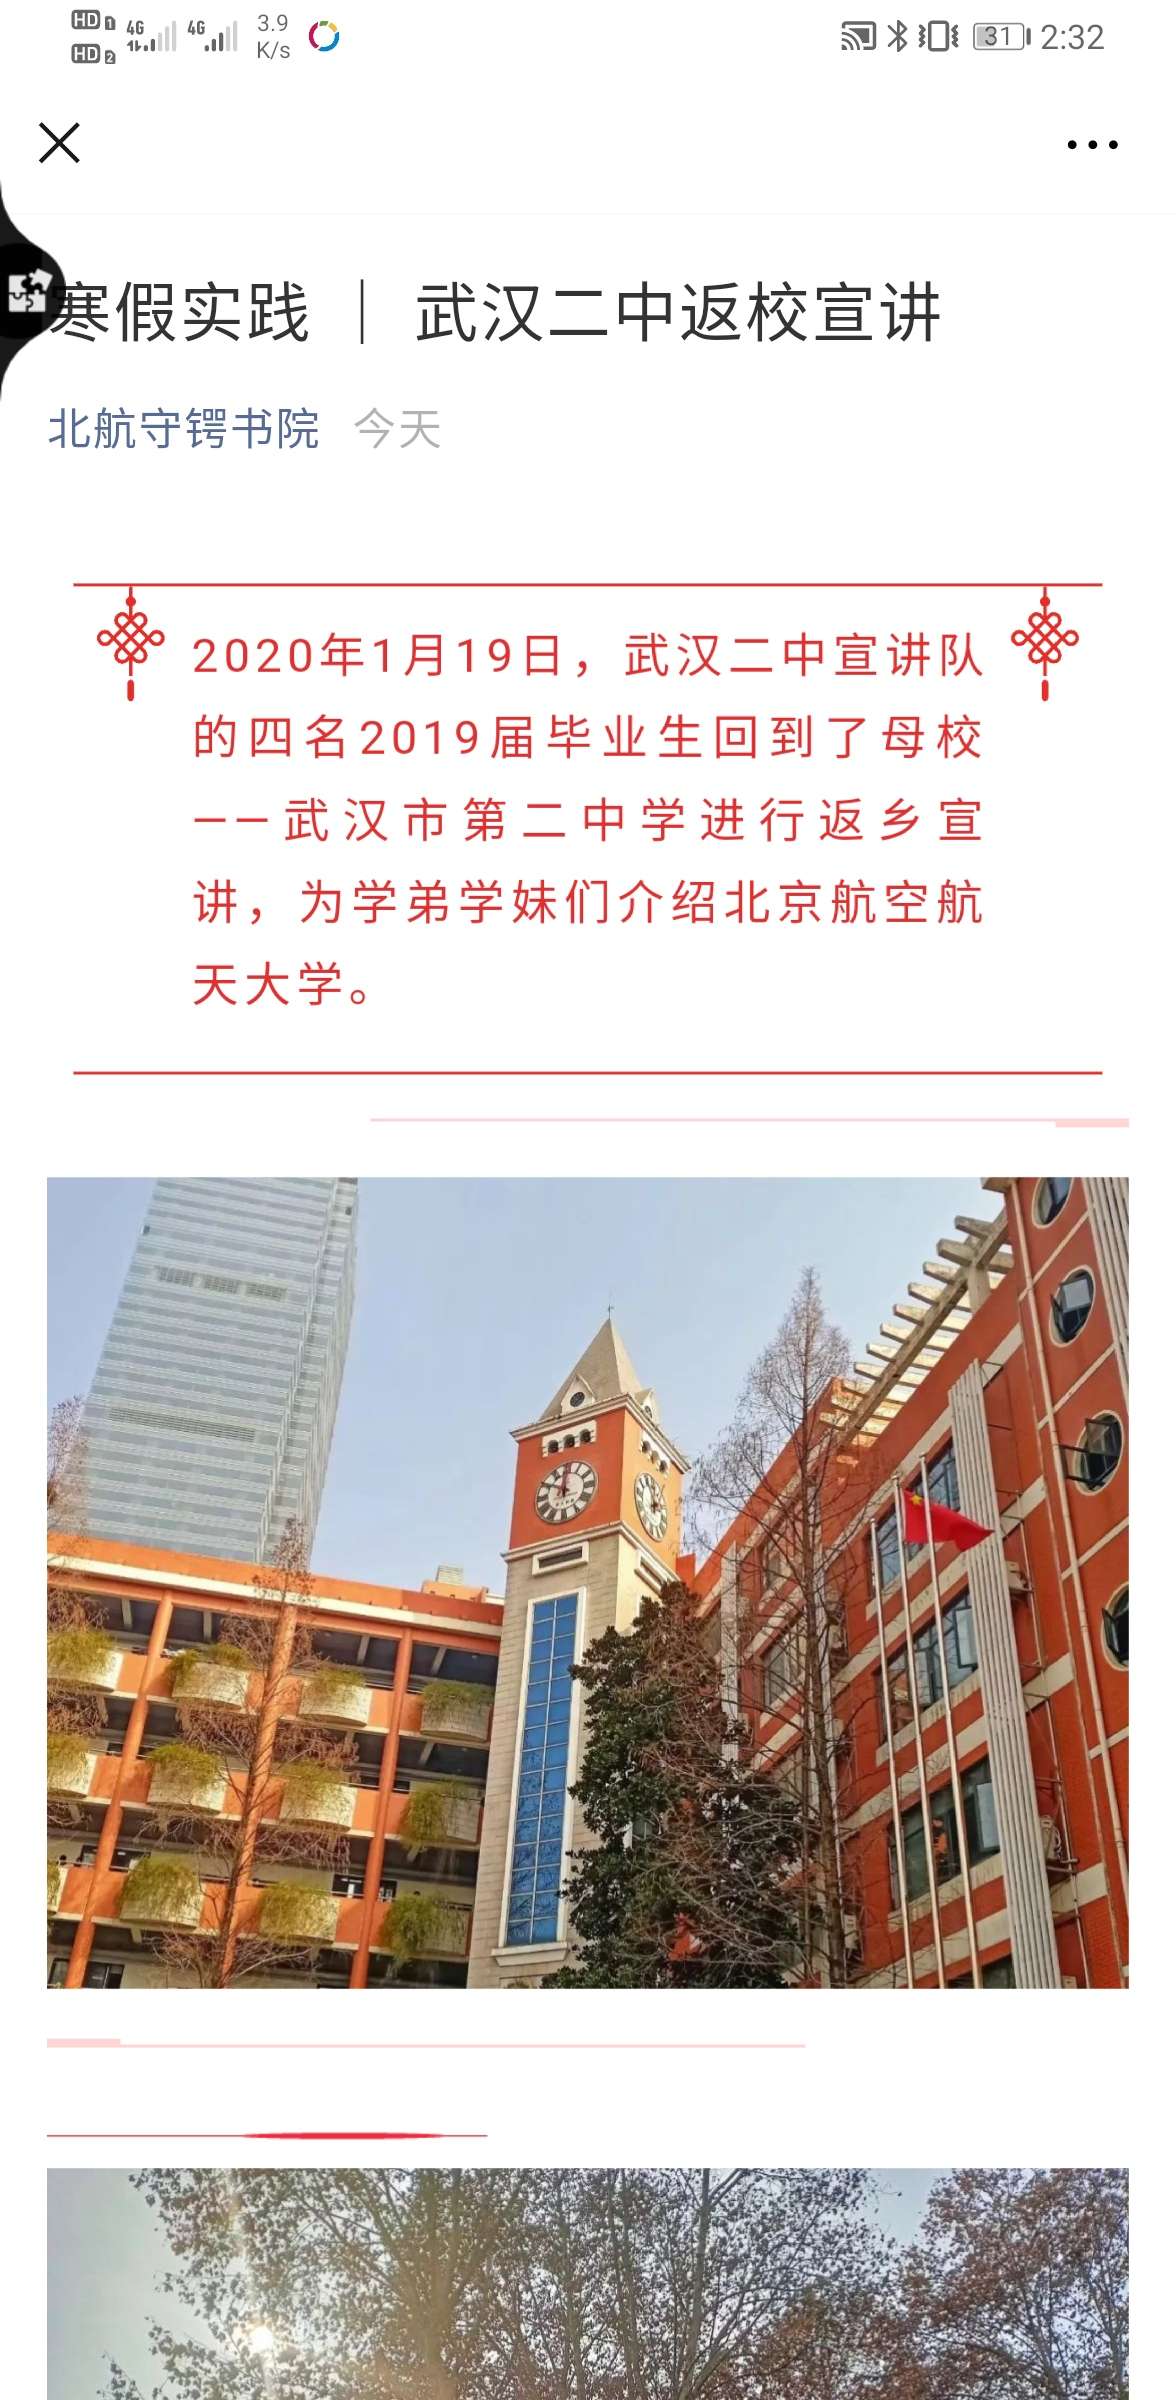 HD 1 4G 4G 3.9 K/s 31 2:32
HD 2
寒假实践 | 武汉二中返校宣讲
北航守锷书院 今天
2020年1月19日，武汉二中宣讲队
的四名2019届毕业生回到了母校
——武汉市第二中学进行返乡宣
讲，为学弟学妹们介绍北京航空航
天大学。